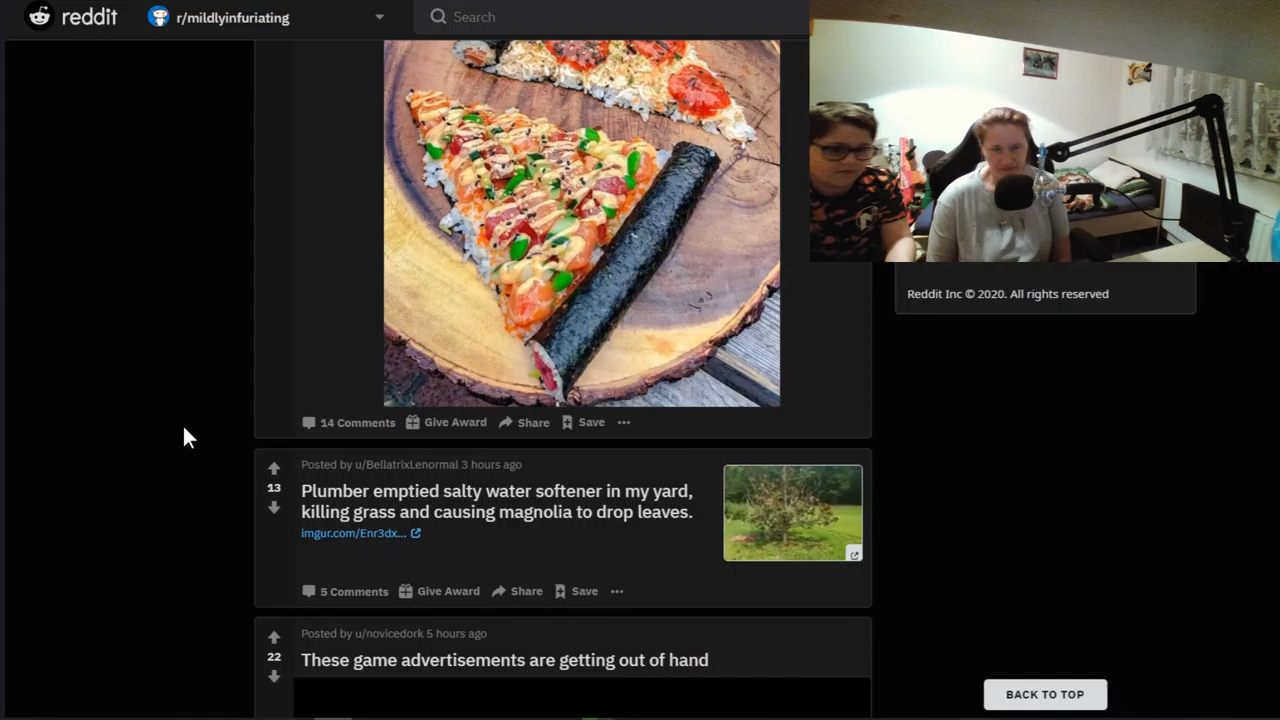 reddit
r/mildlyinfuriating
Search
Reddit Inc © 2020. All rights reserved
14 Comments
Give Award
Share
Save
Posted by u/BellatrixLenormal 3 hours ago
13
Plumber emptied salty water softener in my yard,
killing grass and causing magnolia to drop leaves.
imgur.com/Enr3dx...
5 Comments
Give Award
Share
Save
Posted by u/novicedork 5 hours ago
22
These game advertisements are getting out of hand
BACK TO TOP